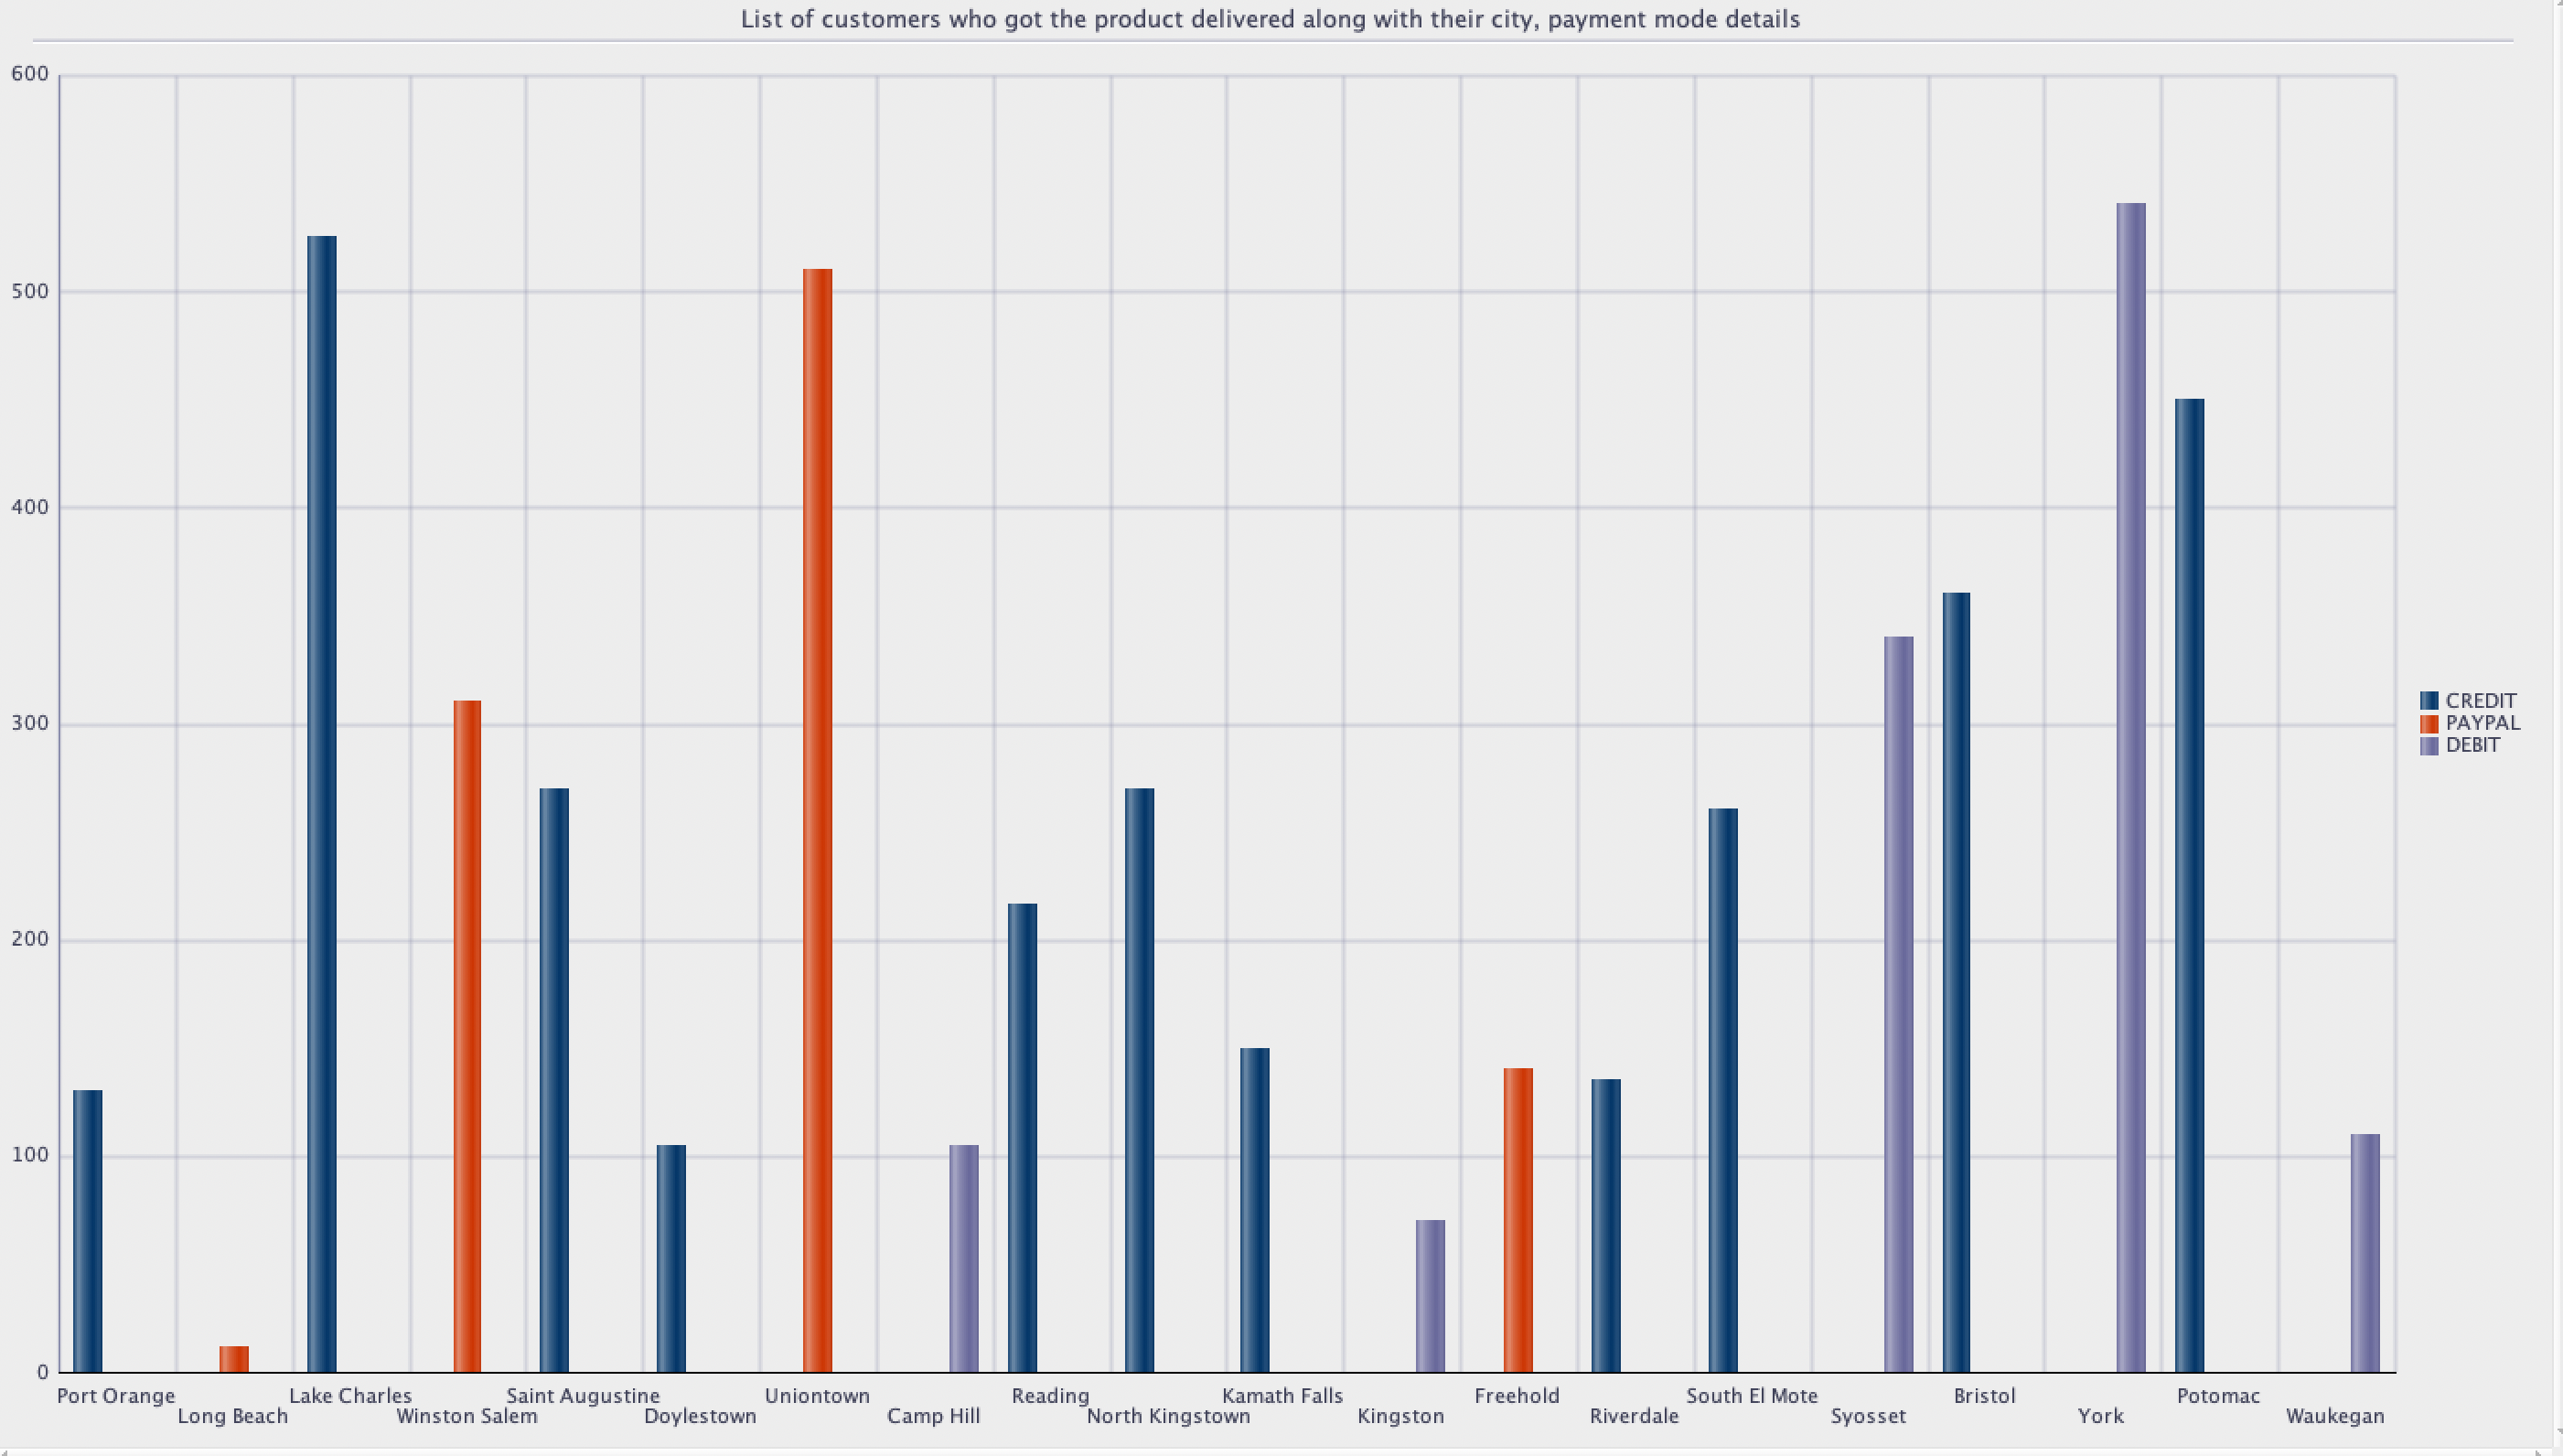 List of customers who got the product delivered along with their city, payment mode details
600
500
400
300
200
100
0
CREDIT
PAYPAL
DEBIT
Port Orange
Long Beach
Lake Charles
Winston Salem
Saint Augustine
Doylestown
Uniontown
Camp Hill
Reading
North Kingstown
Kamath Falls
Kingston
Freehold
Riverdale
South El Mote
Syosset
Bristol
York
Potomac
Waukegan